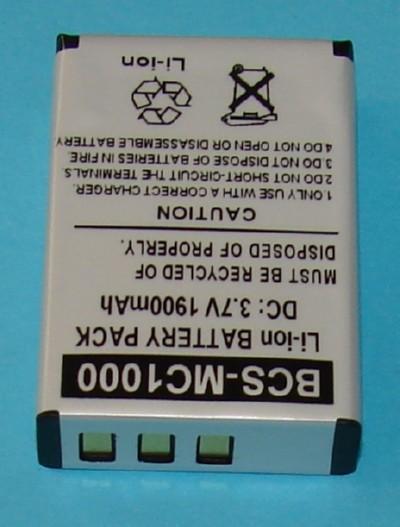 BCS-MC1000
Li-ion BATTERY PACK
DC: 3.7V 1900mAh
MUST BE RECYCLED OF
DISPOSED OF PROPERLY.
CAUTION
1.ONLY USE WITH A CORRECT CHARGER.
2.DO NOT SHORT-CIRCUIT THE TERMINALS.
3.DO NOT DISPOSE OF BATTERIES IN FIRE.
4.DO NOT OPEN OR DISASSEMBLE BATTERY
Li-ion